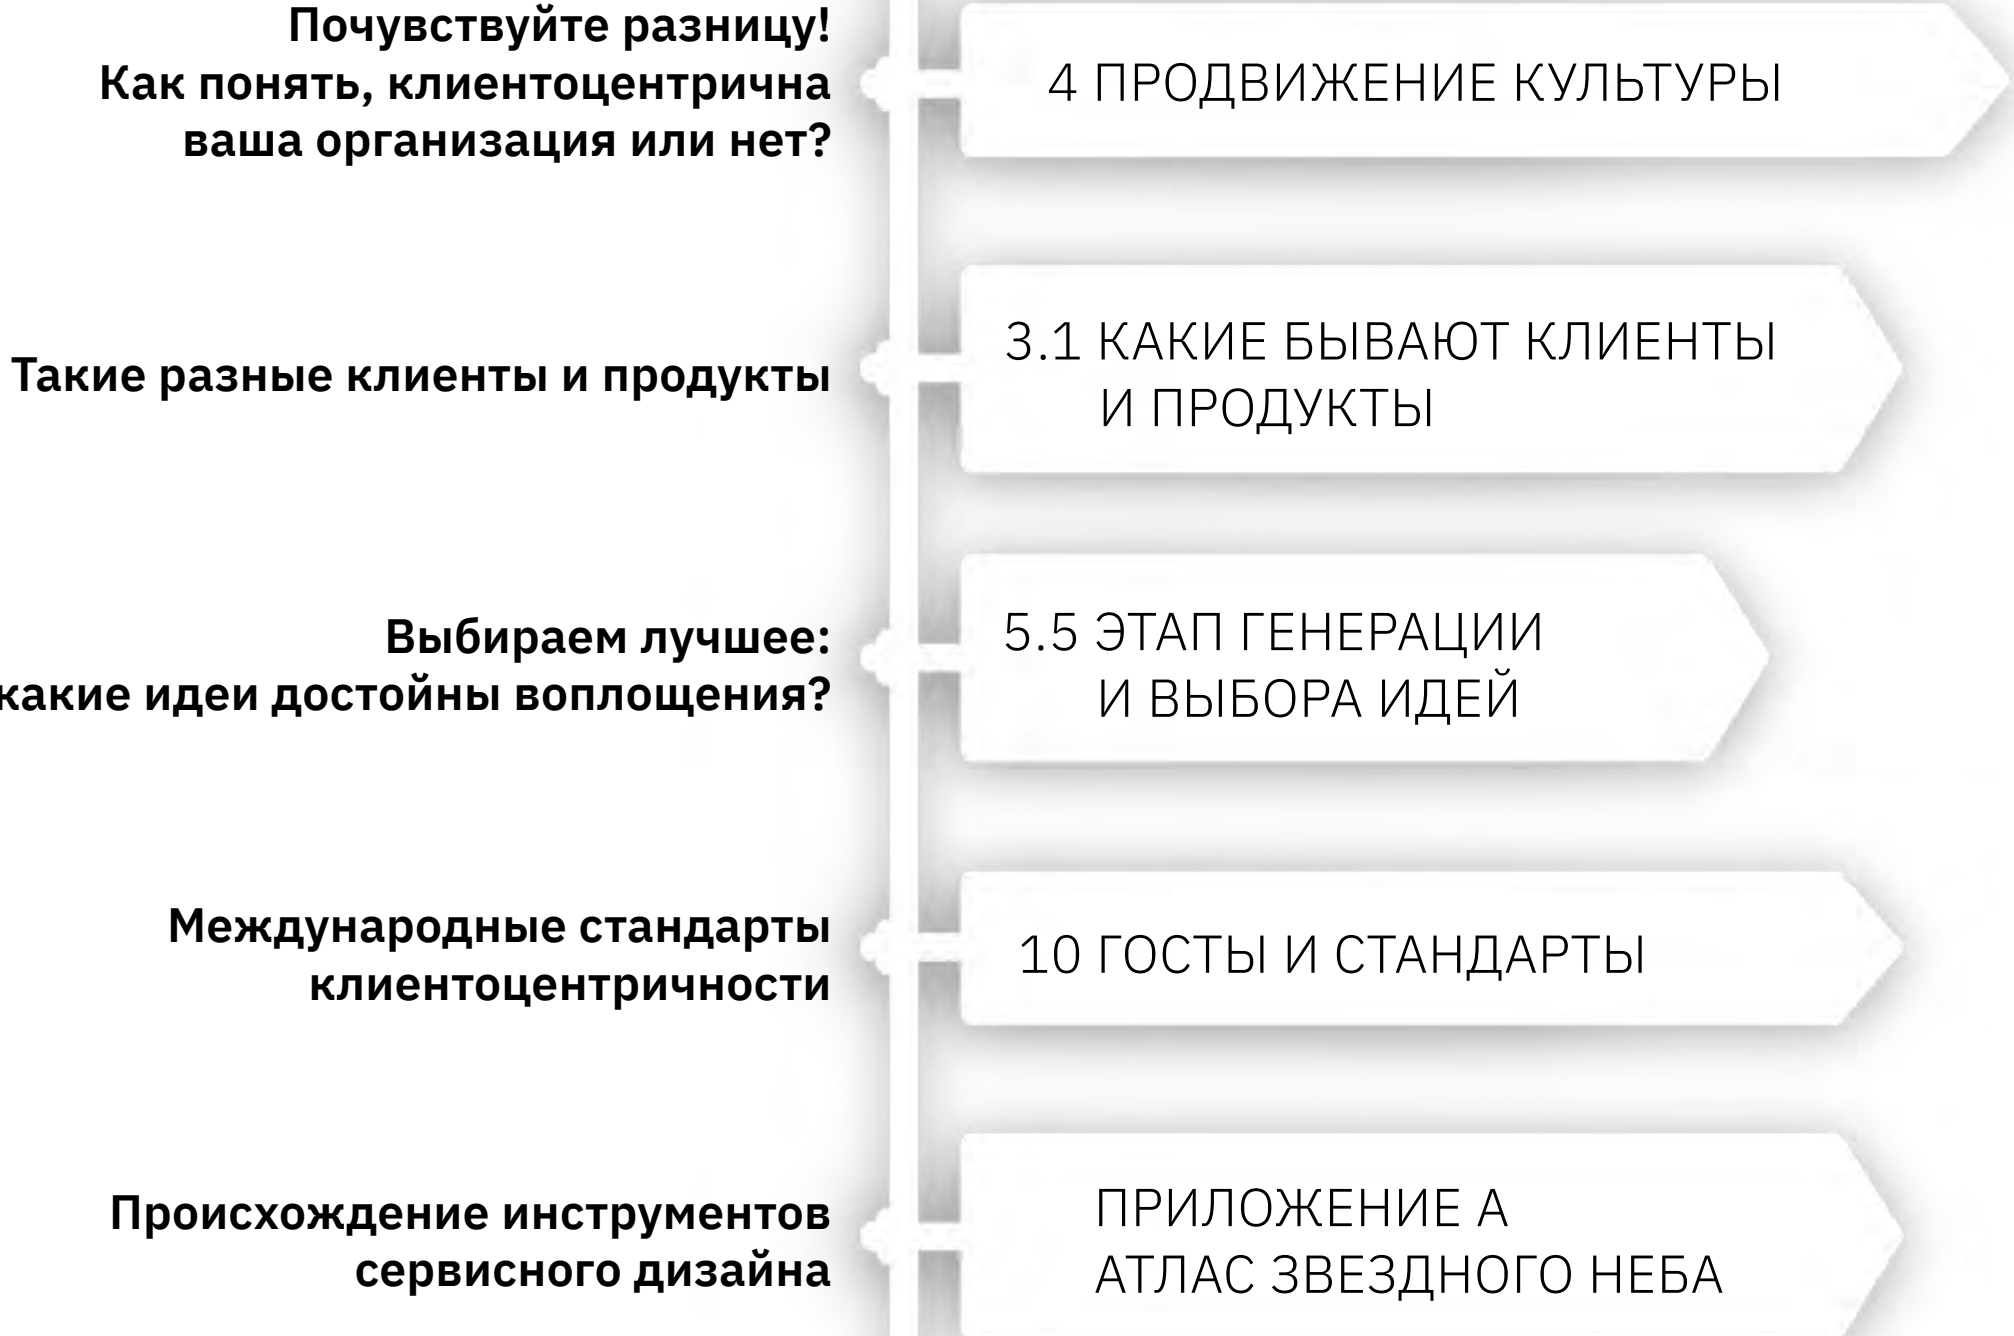 Почувствуйте разницу!
Как понять, клиентоцентрична
ваша организация или нет?
4 ПРОДВИЖЕНИЕ КУЛЬТУРЫ
Такие разные клиенты и продукты
3.1 КАКИЕ БЫВАЮТ КЛИЕНТЫ
И ПРОДУКТЫ
Выбираем лучшее:
какие идеи достойны воплощения?
5.5 ЭТАП ГЕНЕРАЦИИ
И ВЫБОРА ИДЕЙ
Международные стандарты
клиентоцентричности
10 ГОСТЫ И СТАНДАРТЫ
Происхождение инструментов
сервисного дизайна
ПРИЛОЖЕНИЕ А
АТЛАС ЗВЕЗДНОГО НЕБА